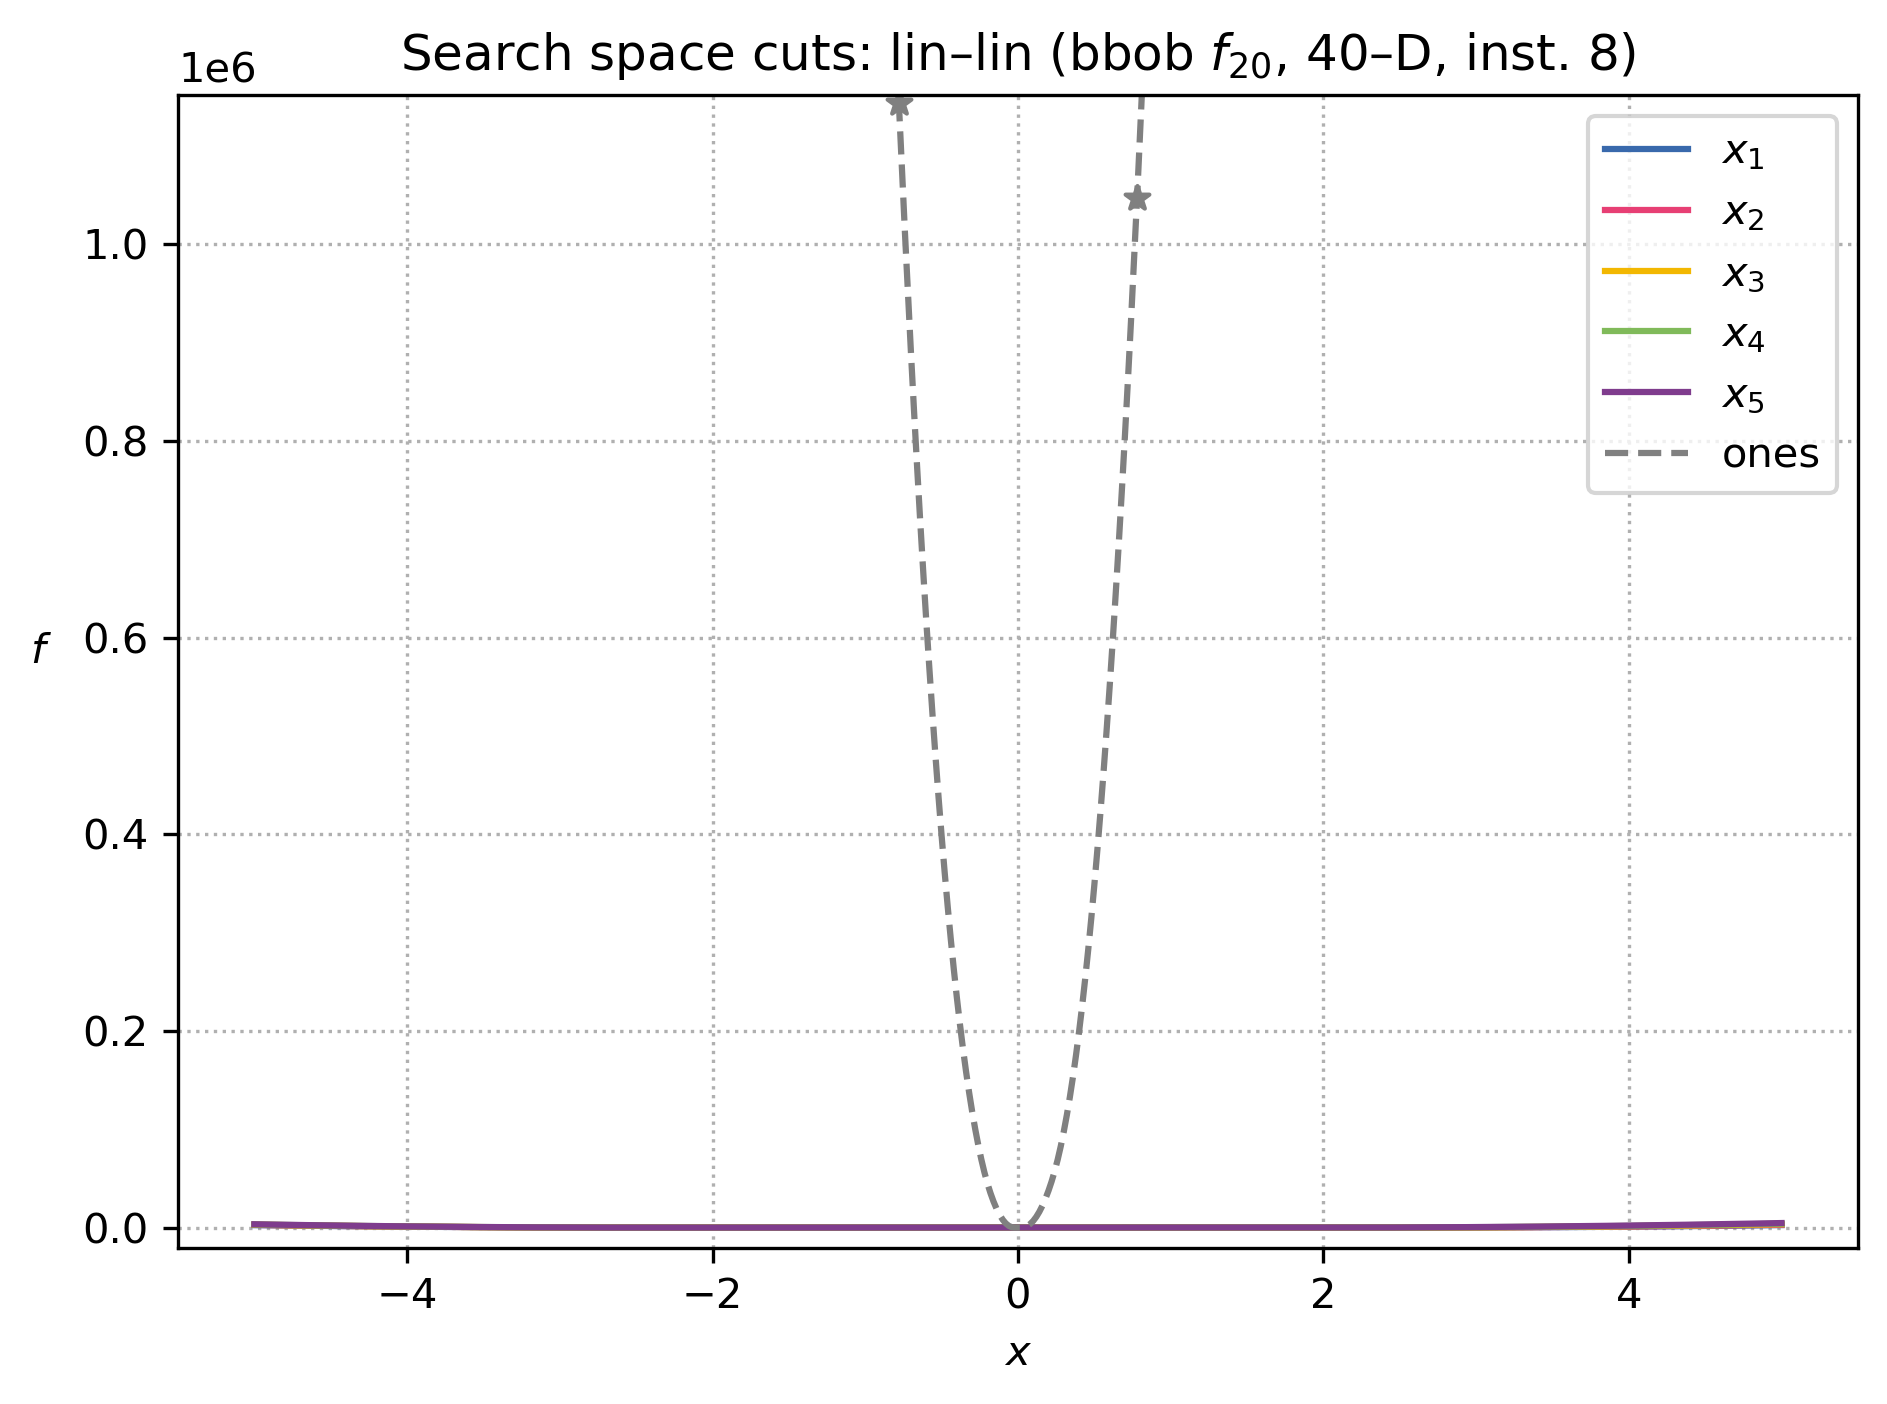 Search space cuts: lin–lin (bbob f20, 40–D, inst. 8)
1e6
x1
x2
x3
x4
x5
ones
1.0
0.8
0.6
0.4
0.2
0.0
f
−4 −2 0 2 4
x